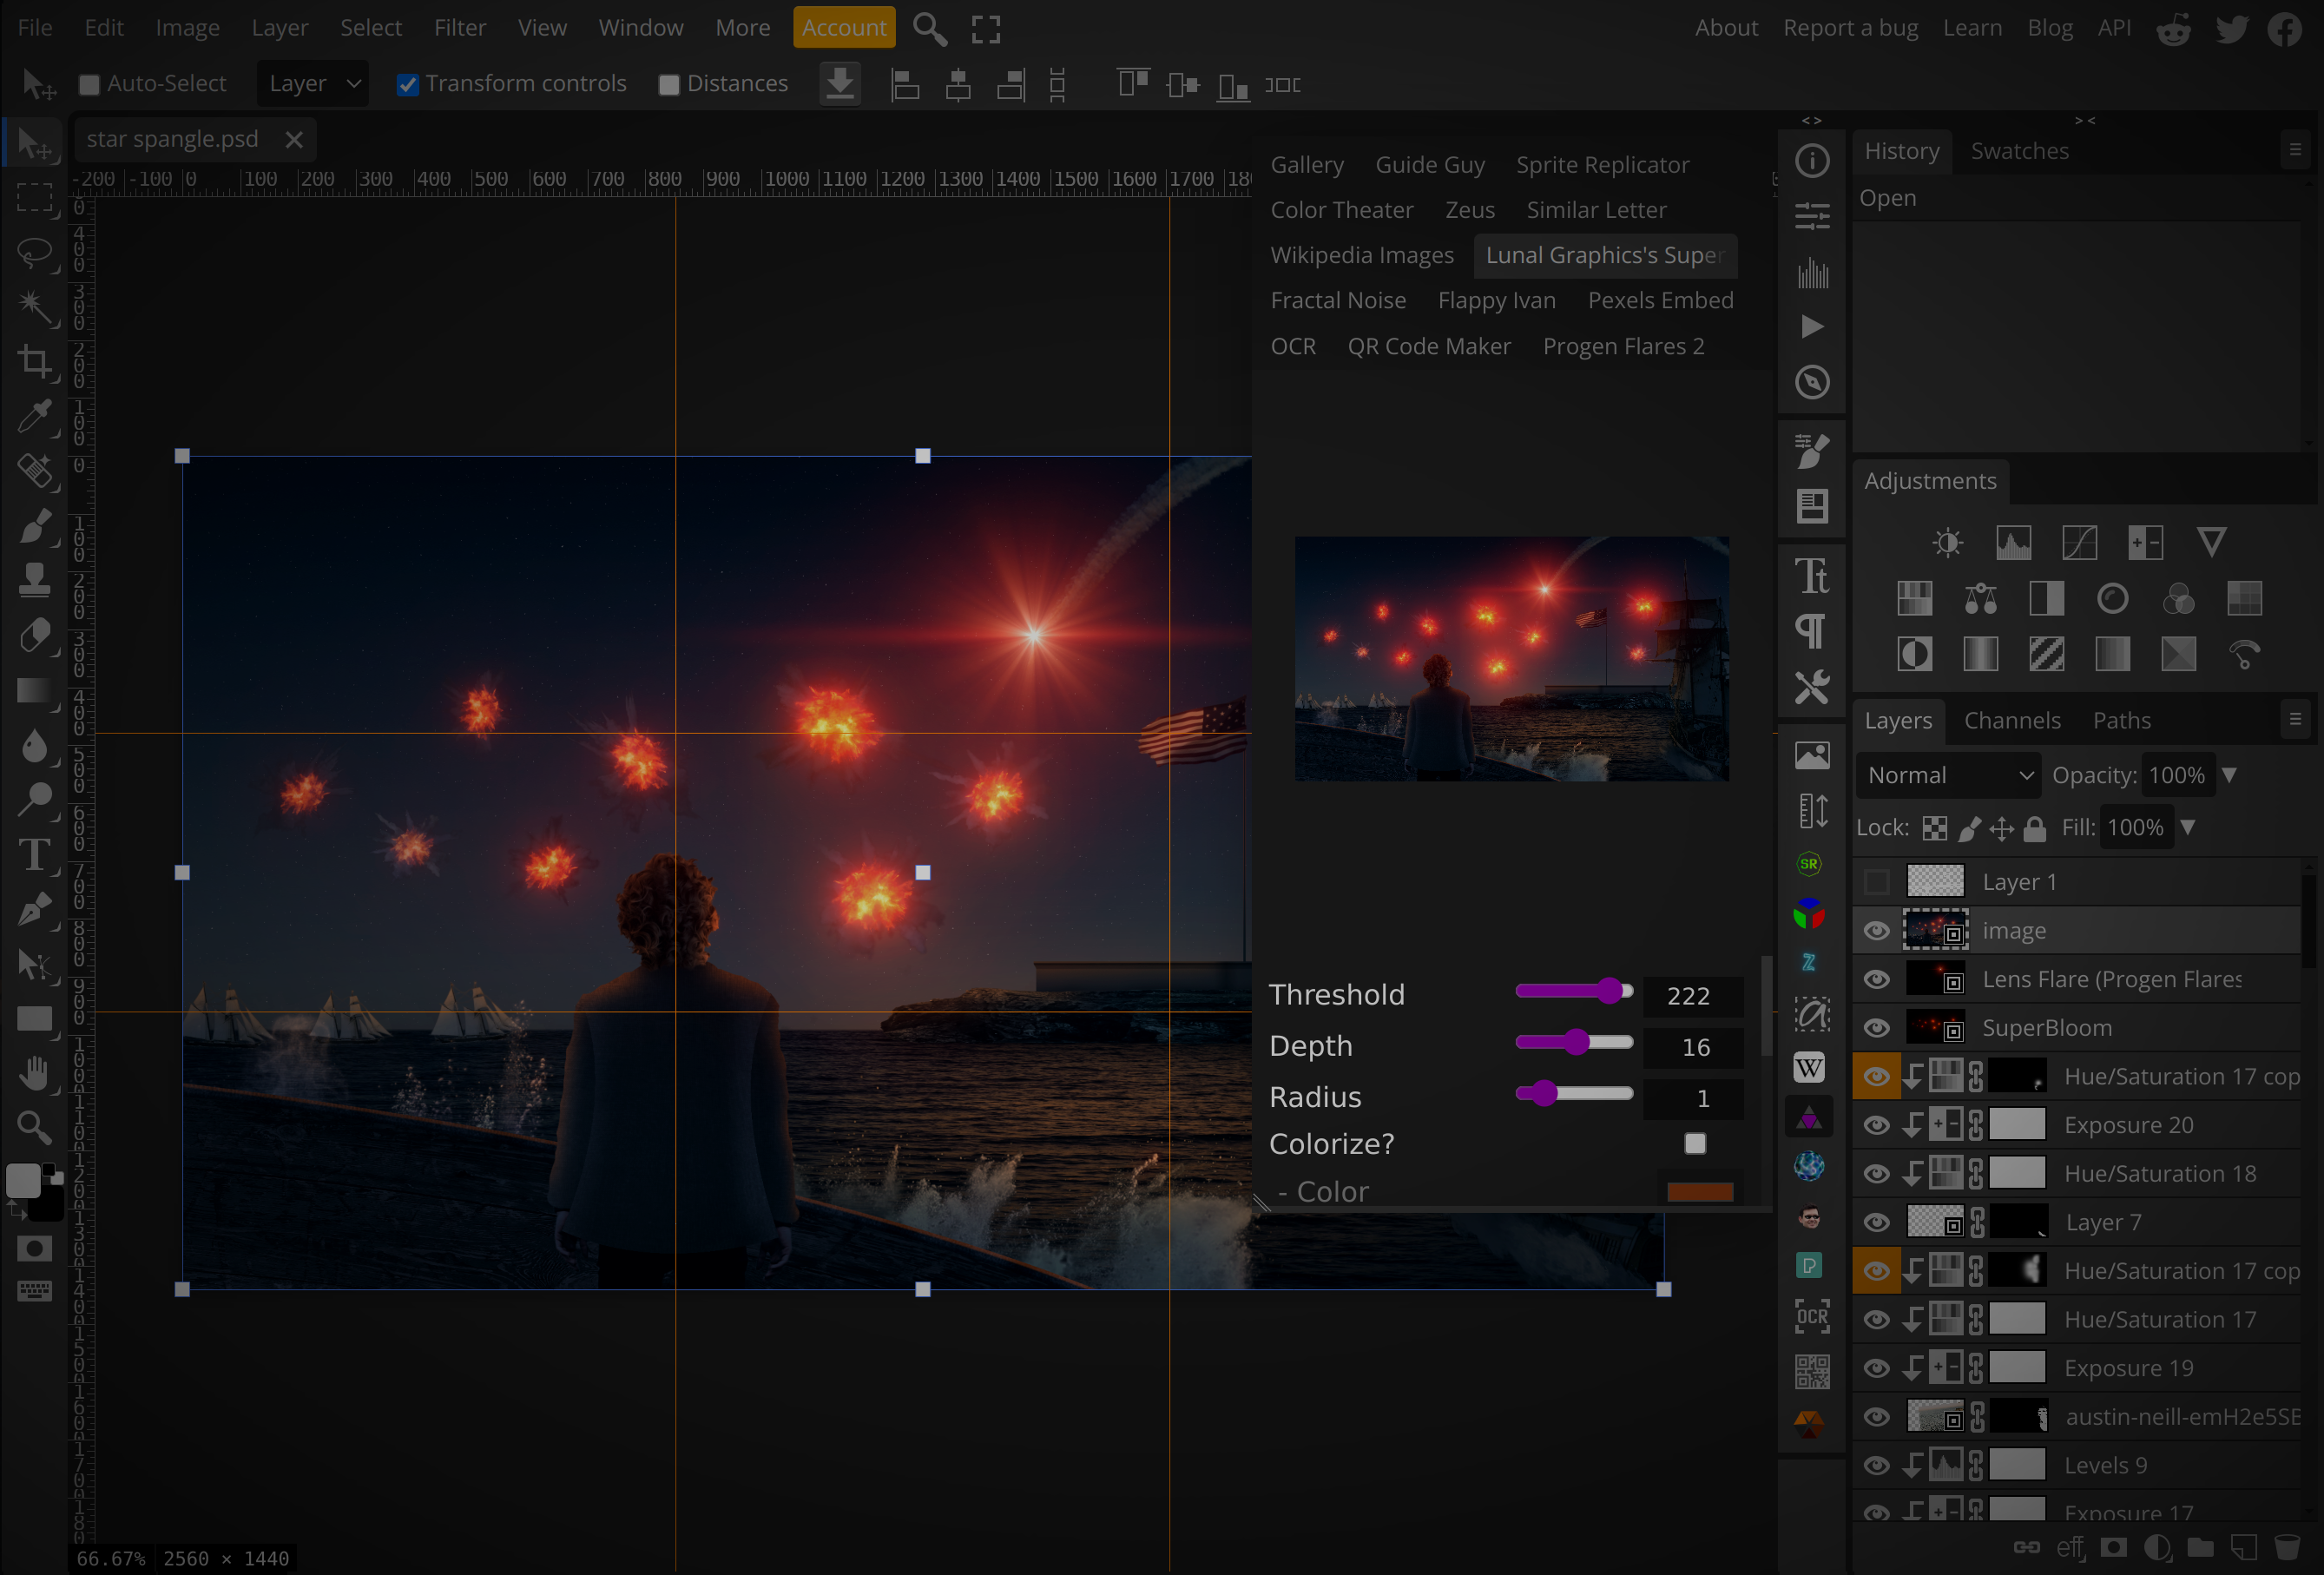 File Edit Image Layer Select Filter View Window More Account About Report a bug Learn Blog API
Auto-Select Layer Transform controls Distances
star spangle.psd
-200 -100 0 100 200 300 400 500 600 700 800 900 1000 1100 1200 1300 1400 1500 1600 1700
Gallery Guide Guy Sprite Replicator
Color Theater Zeus Similar Letter
Wikipedia Images Lunal Graphics's Super
Fractal Noise Flappy Ivan Pexels Embed
OCR QR Code Maker Progen Flares 2
Threshold 222
Depth 16
Radius 1
Colorize?
- Color
SR
Z
a
W
P
OCR
History Swatches
Open
Adjustments
Layers Channels Paths
Normal Opacity: 100%
Lock: Fill: 100%
Layer 1
image
Lens Flare (Progen Flares
SuperBloom
Hue/Saturation 17 cop
Exposure 20
Hue/Saturation 18
Layer 7
Hue/Saturation 17 cop
Hue/Saturation 17
Exposure 19
austin-neill-emH2e5SB
Levels 9
Exposure 17
eff
66.67% 2560 × 1440